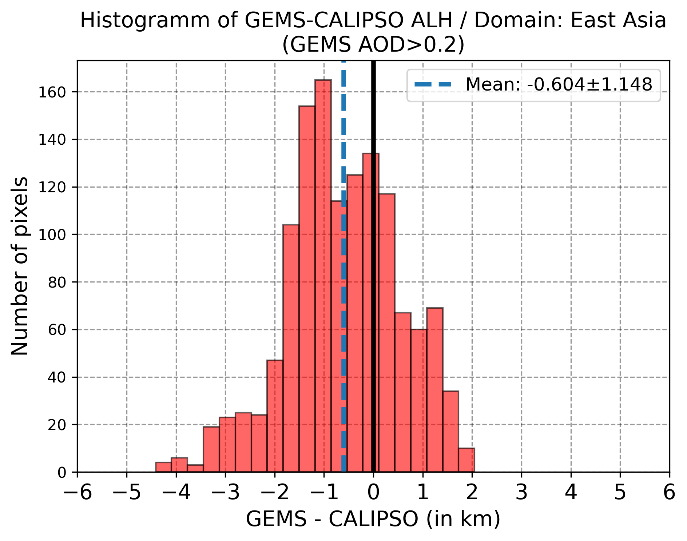 Histogramm of GEMS-CALIPSO ALH / Domain: East Asia
(GEMS AOD>0.2)
Mean: -0.604±1.148
Number of pixels
160
140
120
100
80
60
40
20
0
−6 −5 −4 −3 −2 −1 0 1 2 3 4 5 6
GEMS - CALIPSO (in km)